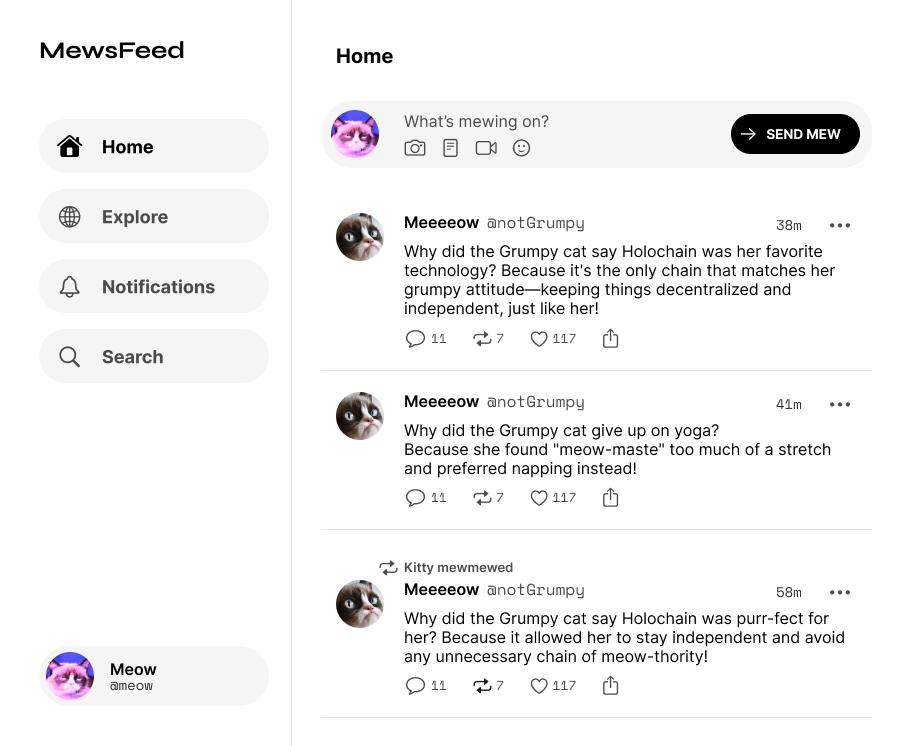 MewsFeed
Home
Explore
Notifications
Search
Meow
@meow
Home
What’s mewing on?
SEND MEW
Meeeeow @notGrumpy 38m
Why did the Grumpy cat say Holochain was her favorite
technology? Because it's the only chain that matches her
grumpy attitude—keeping things decentralized and
independent, just like her!
11 7 117
Meeeeow @notGrumpy 41m
Why did the Grumpy cat give up on yoga?
Because she found "meow-maste" too much of a stretch
and preferred napping instead!
11 7 117
Kitty mewmewed
Meeeeow @notGrumpy 58m
Why did the Grumpy cat say Holochain was purr-fect for
her? Because it allowed her to stay independent and avoid
any unnecessary chain of meow-thority!
11 7 117